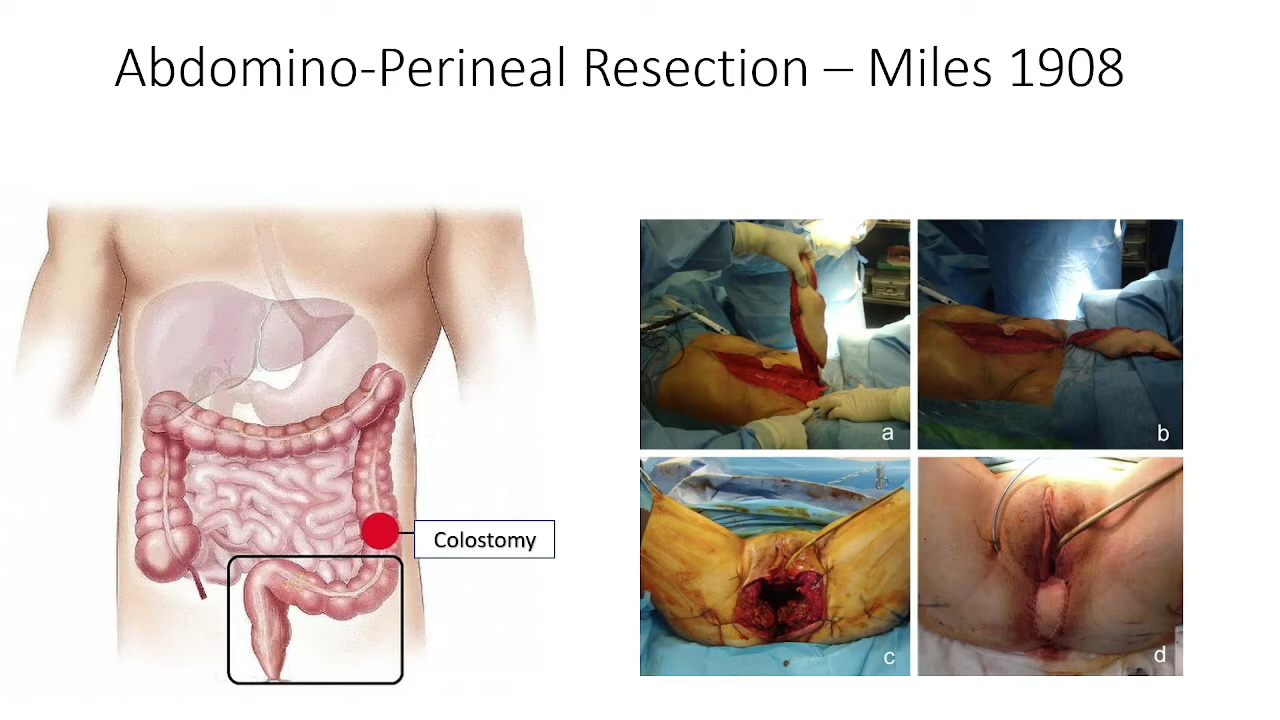 Abdomino-Perineal Resection – Miles 1908
Colostomy
a
b
c
d